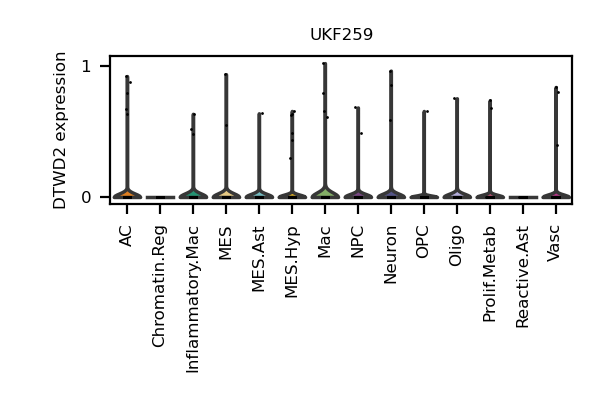 UKF259
DTWD2 expression
1
0
AC
Chromatin.Reg
Inflammatory.Mac
MES
MES.Ast
MES.Hyp
Mac
NPC
Neuron
OPC
Oligo
Prolif.Metab
Reactive.Ast
Vasc